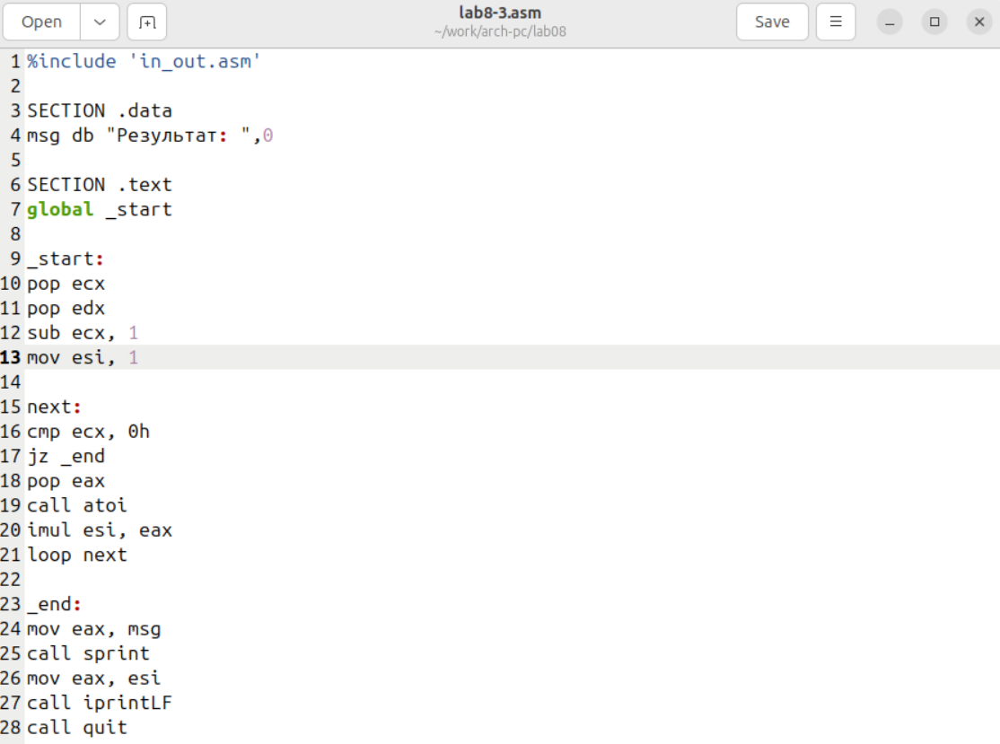 Open
lab8-3.asm
~/work/arch-pc/lab08
Save
1 %include 'in_out.asm'
2
3 SECTION .data
4 msg db "Результат: ",0
5
6 SECTION .text
7 global _start
8
9 _start:
10 pop ecx
11 pop edx
12 sub ecx, 1
13 mov esi, 1
14
15 next:
16 cmp ecx, 0h
17 jz _end
18 pop eax
19 call atoi
20 imul esi, eax
21 loop next
22
23 _end:
24 mov eax, msg
25 call sprint
26 mov eax, esi
27 call iprintLF
28 call quit